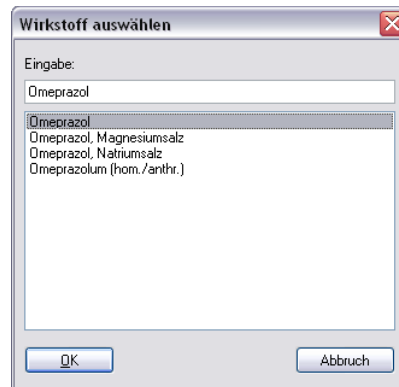 Wirkstoff auswählen
Eingabe:
Omeprazol
Omeprazol
Omeprazol, Magnesiumsalz
Omeprazol, Natriumsalz
Omeprazolum (hom./anthr.)
OK
Abbruch